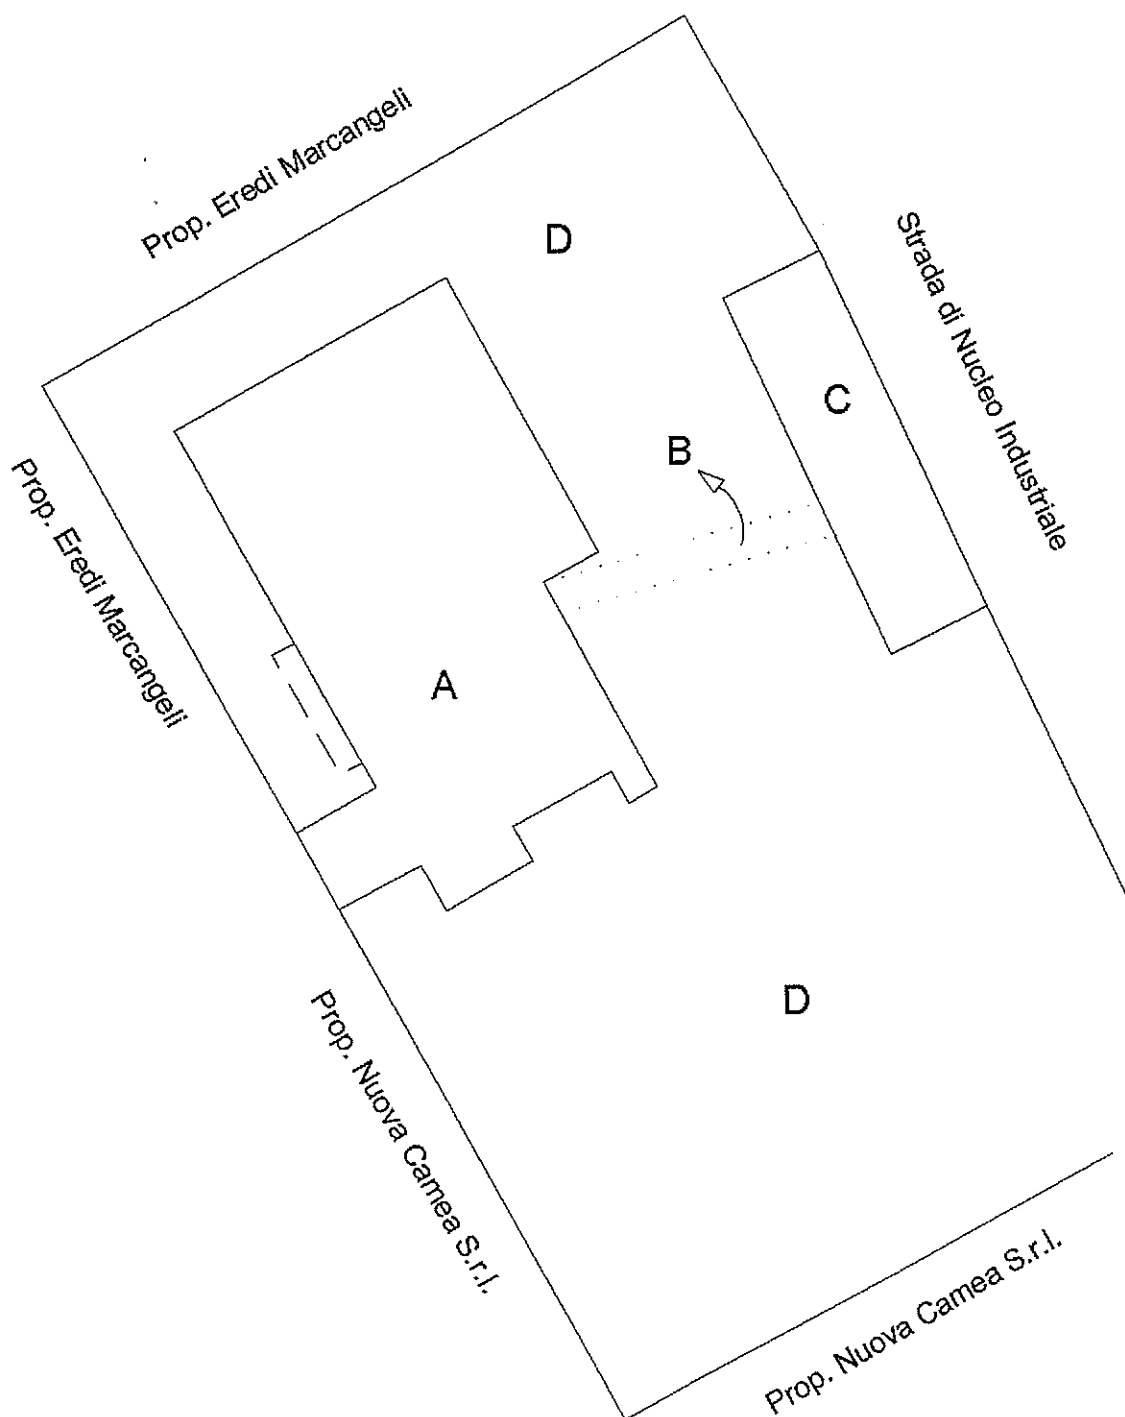 Prop. Eredi Marcangeli
D
Strada di Nucleo Industriale
C
B
Prop. Eredi Marcangeli
A
D
Prop. Nuova Camea S.r.l.
Prop. Nuova Camea S.r.l.